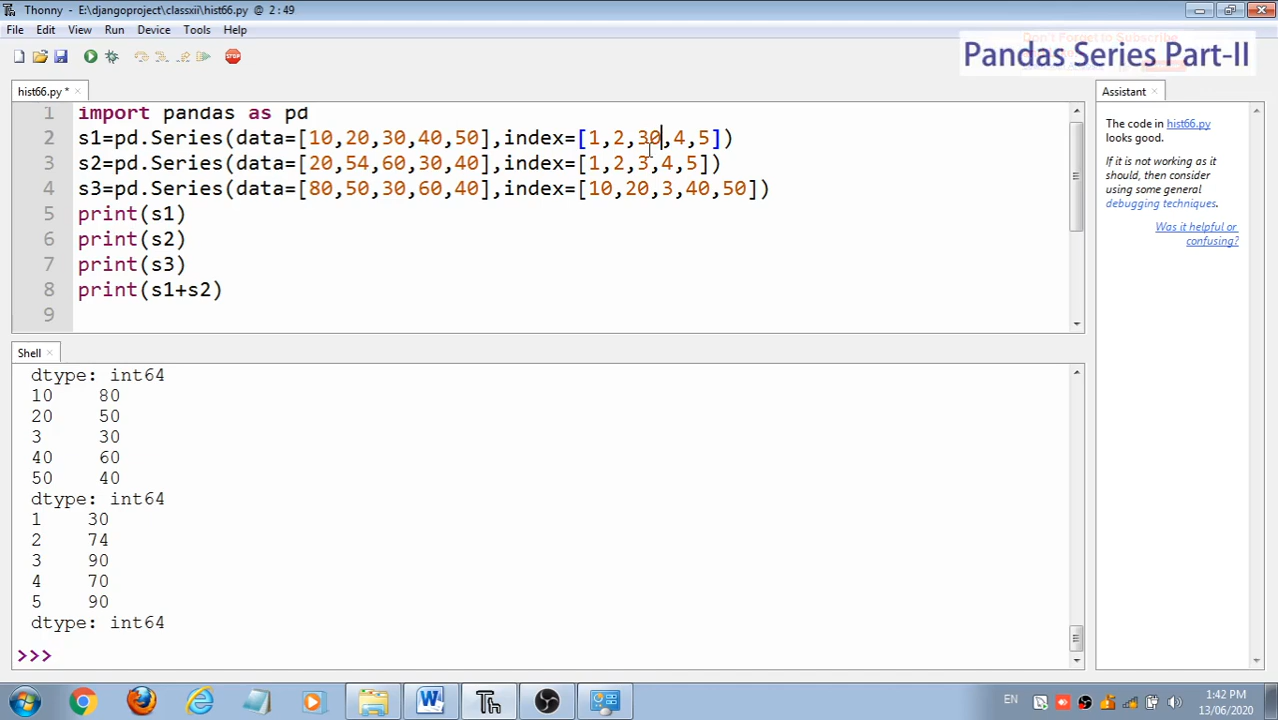 Thonny - E:\djangoproject\classxii\hist66.py @ 2 : 49
File Edit View Run Device Tools Help
STOP
Pandas Series Part-II
hist66.py *
1 import pandas as pd
2 s1=pd.Series(data=[10,20,30,40,50],index=[1,2,30,4,5])
3 s2=pd.Series(data=[20,54,60,30,40],index=[1,2,3,4,5])
4 s3=pd.Series(data=[80,50,30,60,40],index=[10,20,3,40,50])
5 print(s1)
6 print(s2)
7 print(s3)
8 print(s1+s2)
9
Assistant
The code in hist66.py
looks good.
If it is not working as it
should, then consider
using some general
debugging techniques.
Was it helpful or
confusing?
Shell
dtype: int64
10 80
20 50
3 30
40 60
50 40
dtype: int64
1 30
2 74
3 90
4 70
5 90
dtype: int64
>>>
EN
1:42 PM
13/06/2020